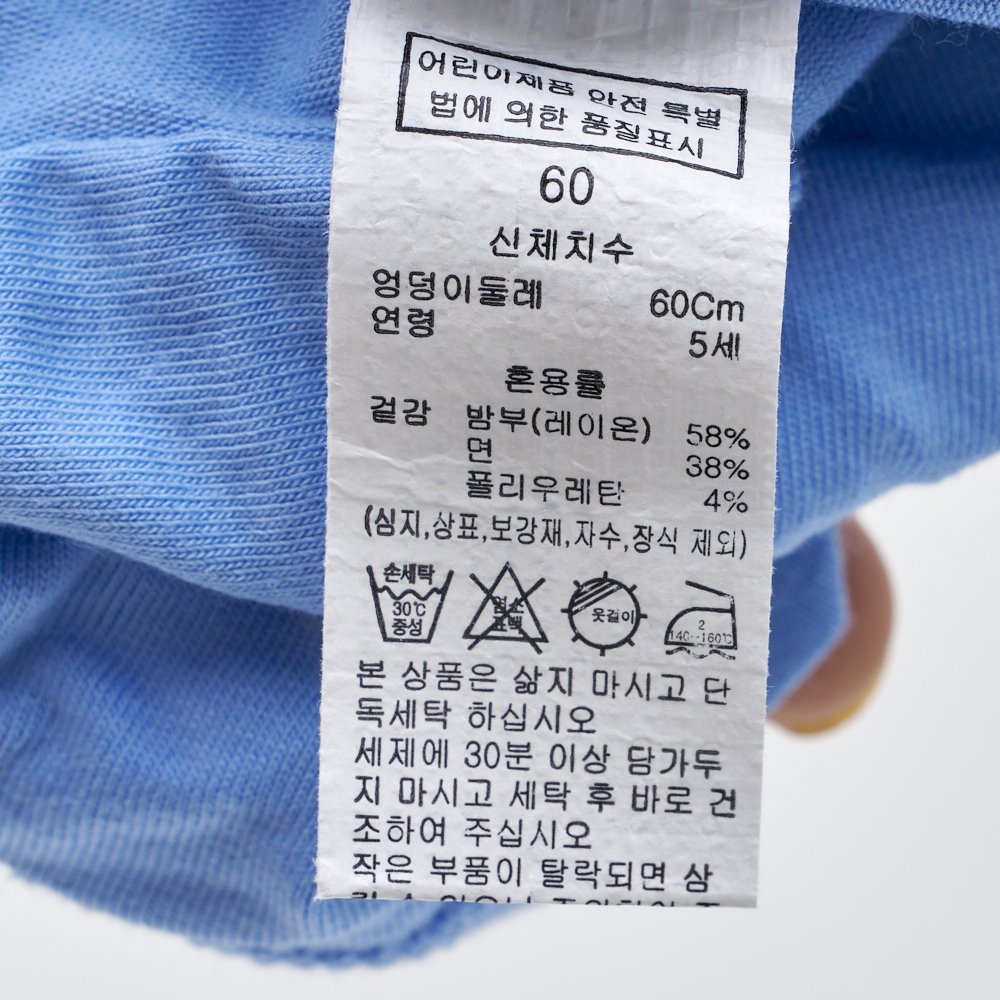 어린이제품 안전 특별
법에 의한 품질표시
60
신체치수
엉덩이둘레 60Cm
연령 5세
혼용률
겉감 밤부(레이온) 58%
면 38%
폴리우레탄 4%
(심지,상표,보강재,자수,장식 제외)
손세탁
30℃
중성
염소
표백
옷걸이
2
140~160℃
본 상품은 삶지 마시고 단
독세탁 하십시오
세제에 30분 이상 담가두
지 마시고 세탁 후 바로 건
조하여 주십시오
작은 부품이 탈락되면 삼